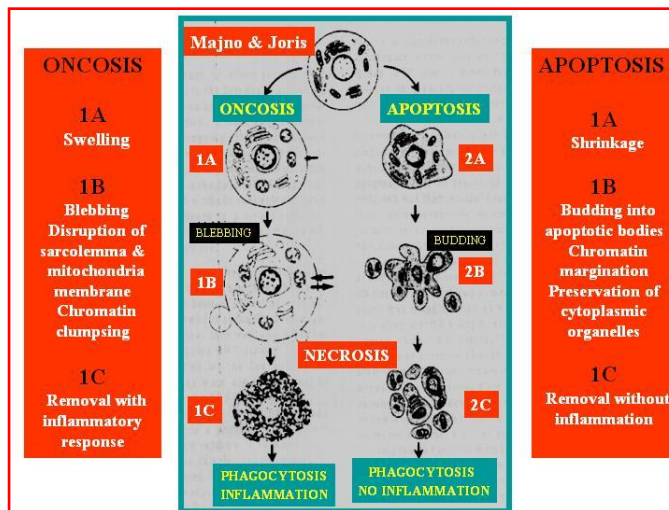 ONCOSIS
1A
Swelling
1B
Blebbing
Disruption of
sarcolemma &
mitochondria
membrane
Chromatin
clumpsing
1C
Removal with
inflammatory
response
Majno & Joris
ONCOSIS
APOPTOSIS
1A
2A
BLEBBING
BUDDING
1B
2B
NECROSIS
1C
2C
PHAGOCYTOSIS
INFLAMMATION
PHAGOCYTOSIS
NO INFLAMMATION
APOPTOSIS
1A
Shrinkage
1B
Budding into
apoptotic bodies
Chromatin
margination
Preservation of
cytoplasmic
organelles
1C
Removal without
inflammation